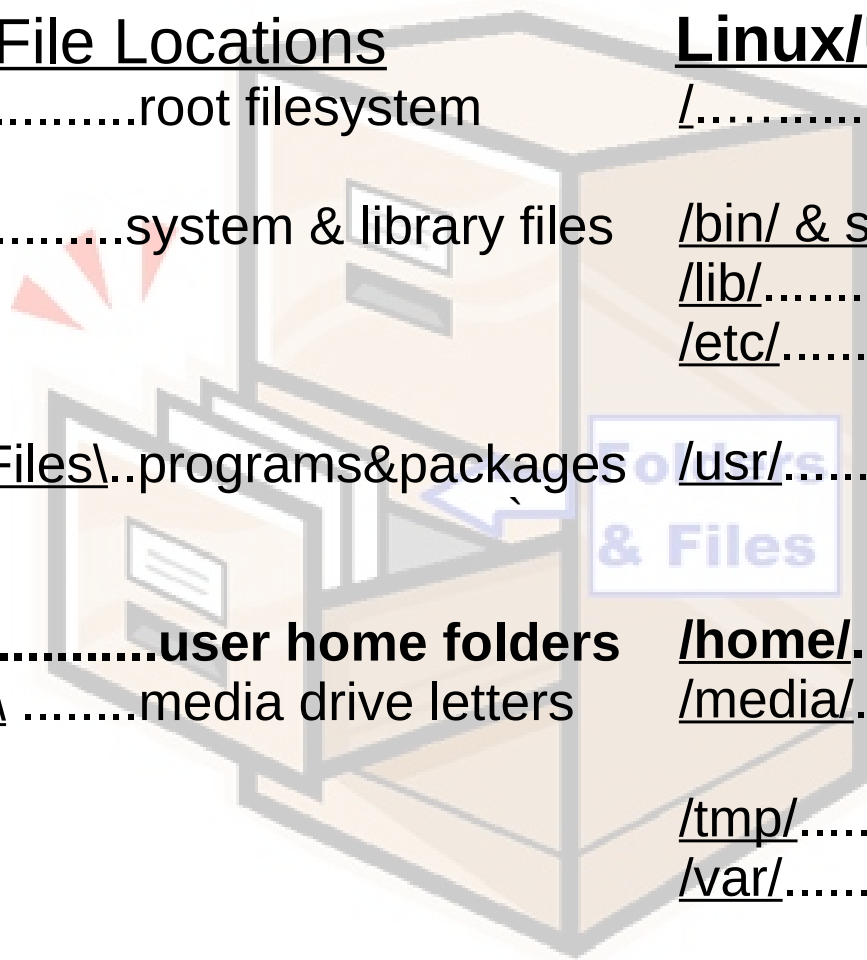 File Locations
..........root filesystem
.........system & library files
Files\..programs&packages
`
...........user home folders
\ ........media drive letters
Linux/
/............
/bin/ & s
/lib/.......
/etc/......
/usr/......
/home/.
/media/.
/tmp/.....
/var/......
Folders
& Files